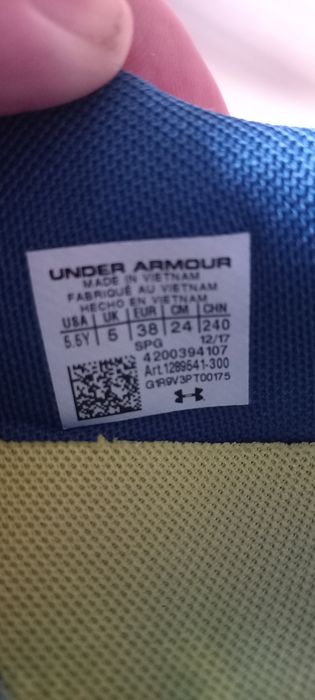 UNDER ARMOUR
MADE IN VIETNAM
FABRIQUÉ AU VIETNAM
HECHO EN VIETNAM
USA UK EUR CM CHN
5.5Y 5 38 24 240
SPG 12/17
4200394107
Art.1289541-300
G1R9V3PT00175